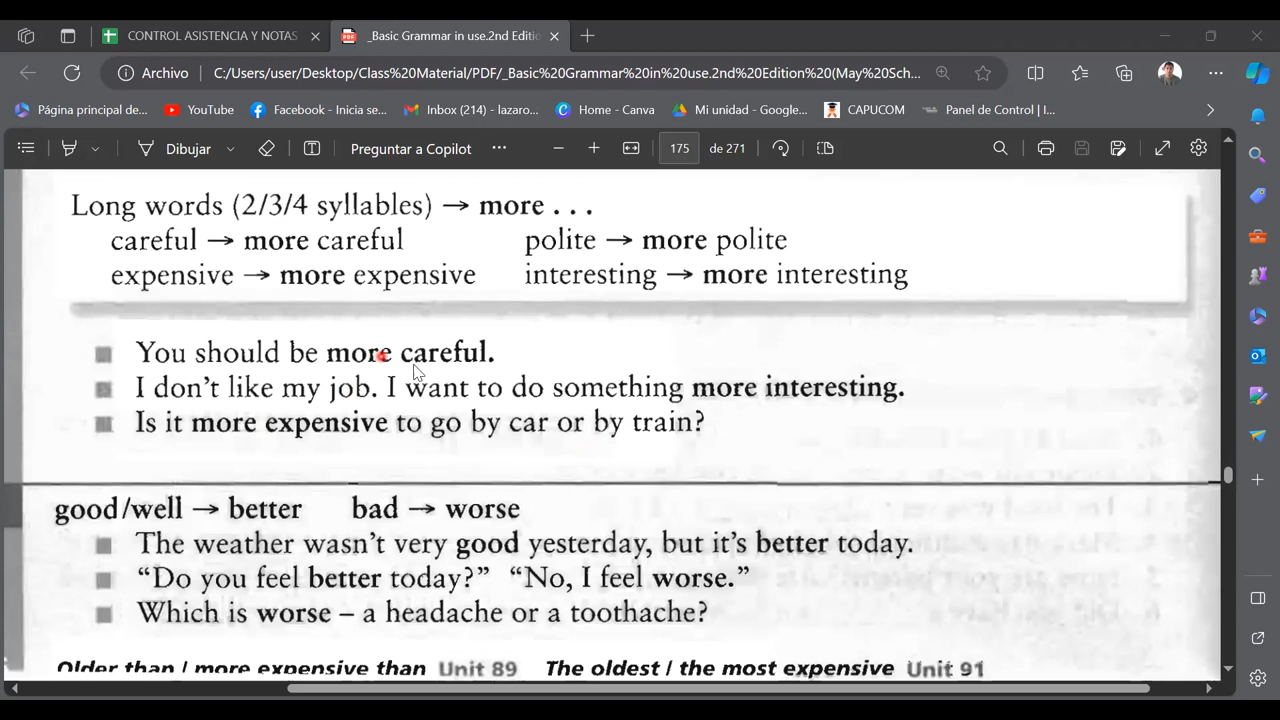 CONTROL ASISTENCIA Y NOTAS
_Basic Grammar in use.2nd Editio
Archivo
C:/Users/user/Desktop/Class%20Material/PDF/_Basic%20Grammar%20in%20use.2nd%20Edition%20(May%20Sch...
Página principal de...
YouTube
Facebook - Inicia se...
Inbox (214) - lazaro...
Home - Canva
Mi unidad - Google...
CAPUCOM
Panel de Control | I...
Dibujar
Preguntar a Copilot
175
de 271
Long words (2/3/4 syllables) → more . . .
careful → more careful
polite → more polite
expensive → more expensive
interesting → more interesting
You should be more careful.
I don't like my job. I want to do something more interesting.
Is it more expensive to go by car or by train?
good/well → better
bad → worse
The weather wasn't very good yesterday, but it's better today.
“Do you feel better today?” “No, I feel worse.”
Which is worse – a headache or a toothache?
Older than / more expensive than Unit 89
The oldest / the most expensive Unit 91